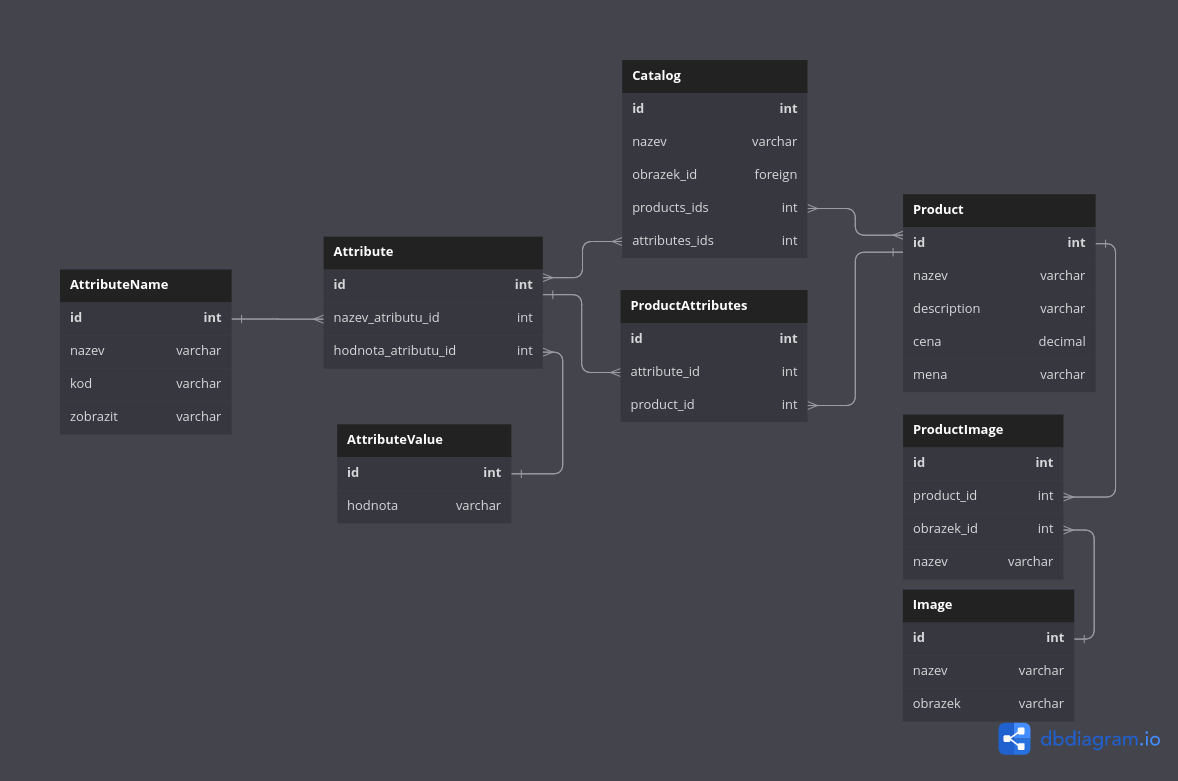 Catalog
id int
nazev varchar
obrazek_id foreign
products_ids int
attributes_ids int
Product
id int
nazev varchar
description varchar
cena decimal
mena varchar
Attribute
id int
nazev_atributu_id int
hodnota_atributu_id int
AttributeName
id int
nazev varchar
kod varchar
zobrazit varchar
ProductAttributes
id int
attribute_id int
product_id int
AttributeValue
id int
hodnota varchar
ProductImage
id int
product_id int
obrazek_id int
nazev varchar
Image
id int
nazev varchar
obrazek varchar
dbdiagram.io